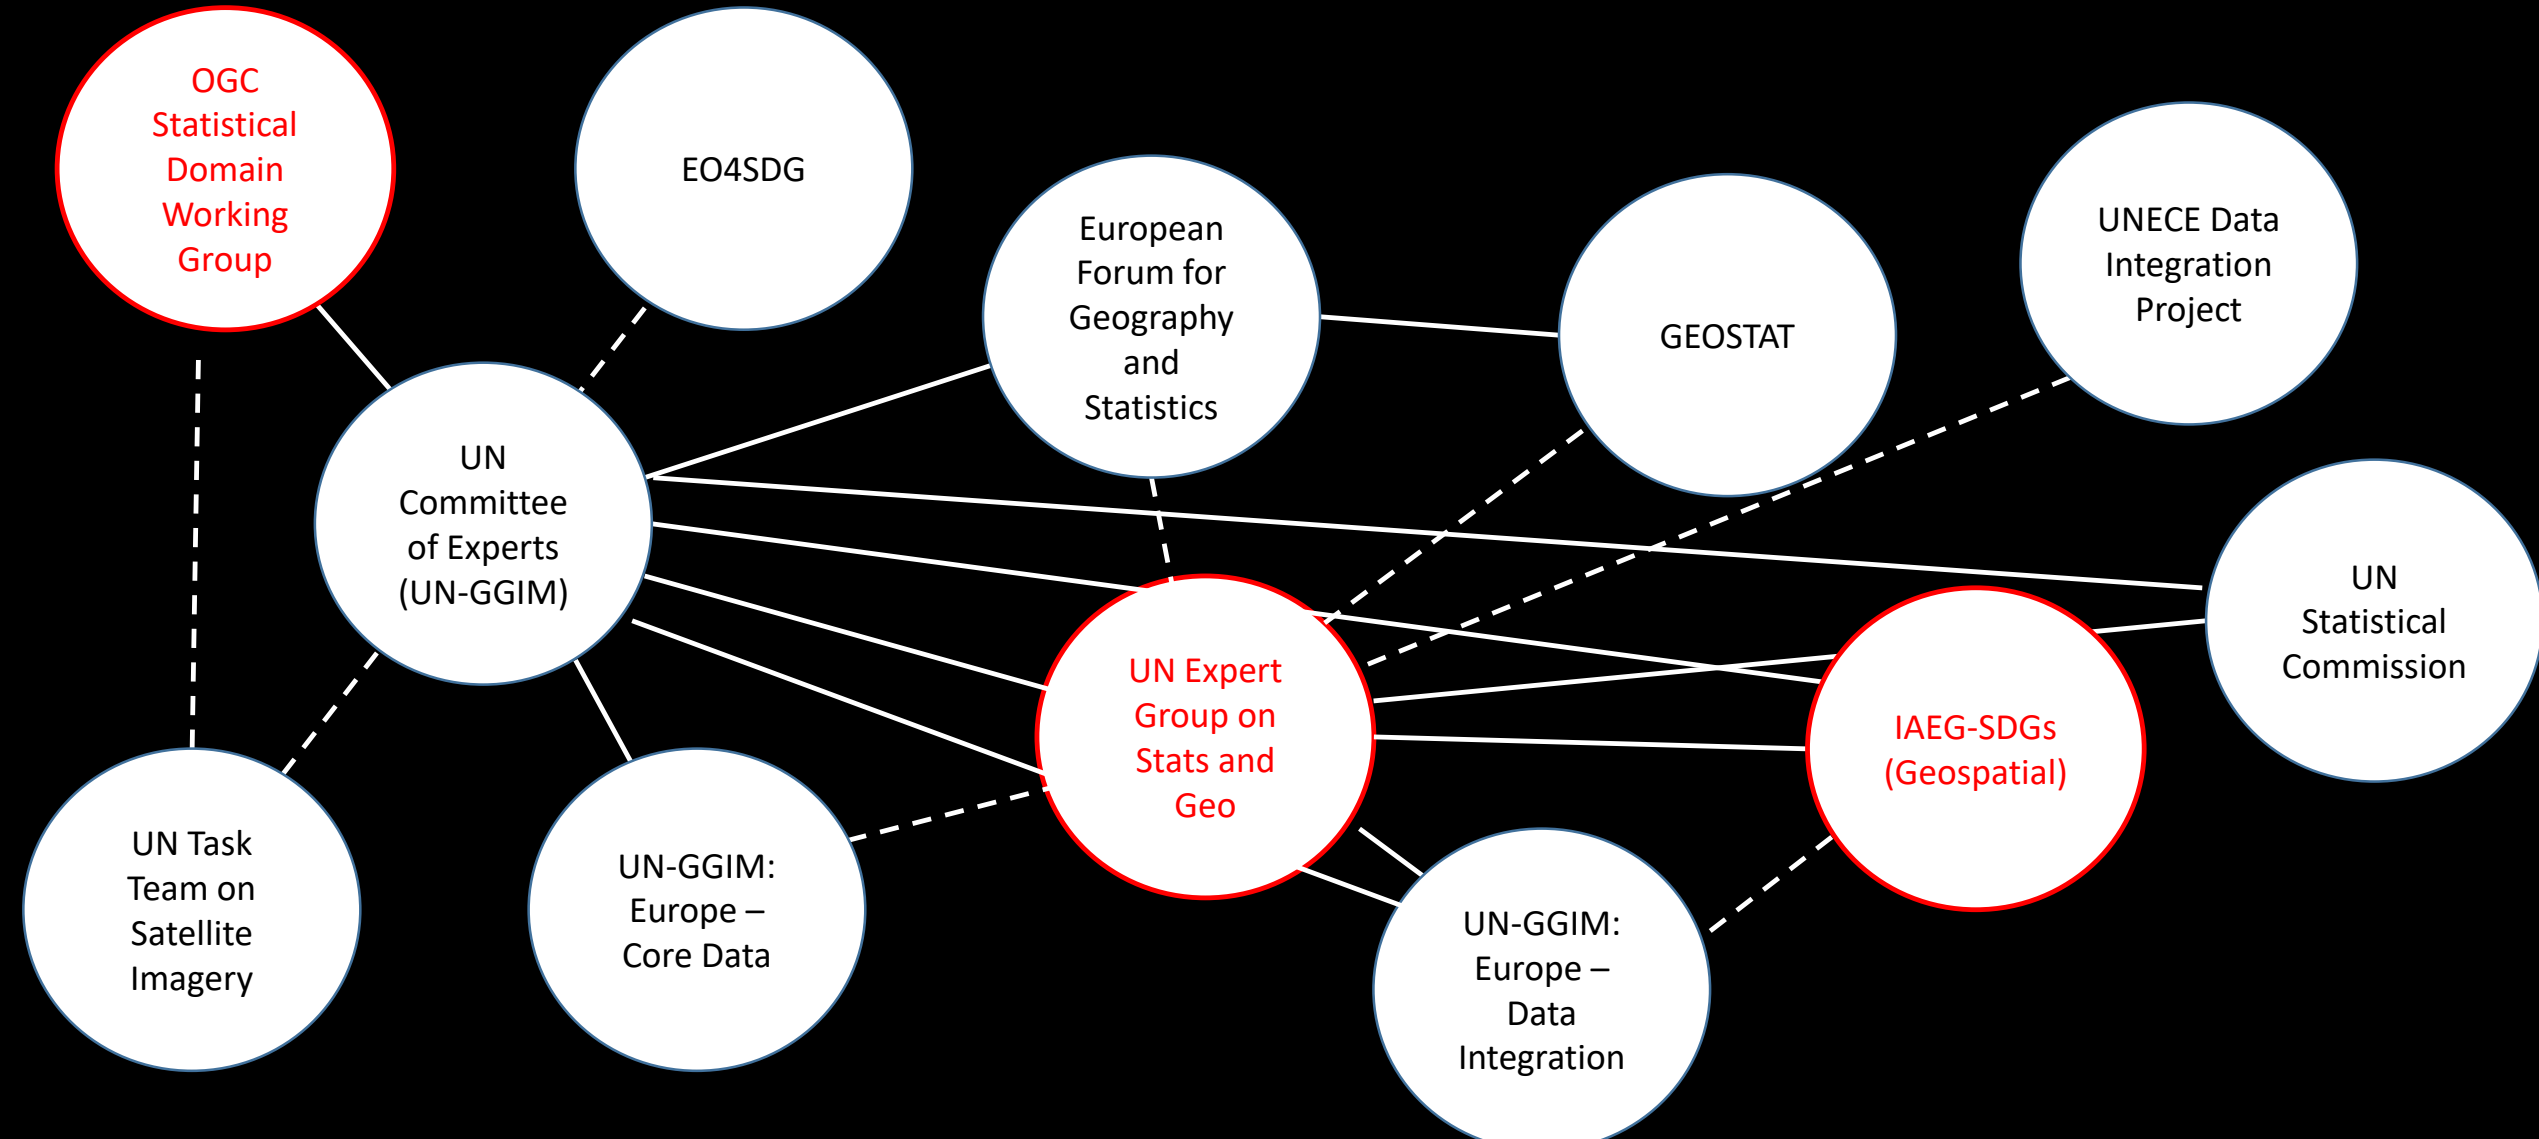 OGC
Statistical
Domain
Working
Group
EO4SDG
European
Forum for
Geography
and
Statistics
GEOSTAT
UNECE Data
Integration
Project
UN
Committee
of Experts
(UN-GGIM)
UN
Statistical
Commission
UN Expert
Group on
Stats and
Geo
IAEG-SDGs
(Geospatial)
UN Task
Team on
Satellite
Imagery
UN-GGIM:
Europe –
Core Data
UN-GGIM:
Europe –
Data
Integration